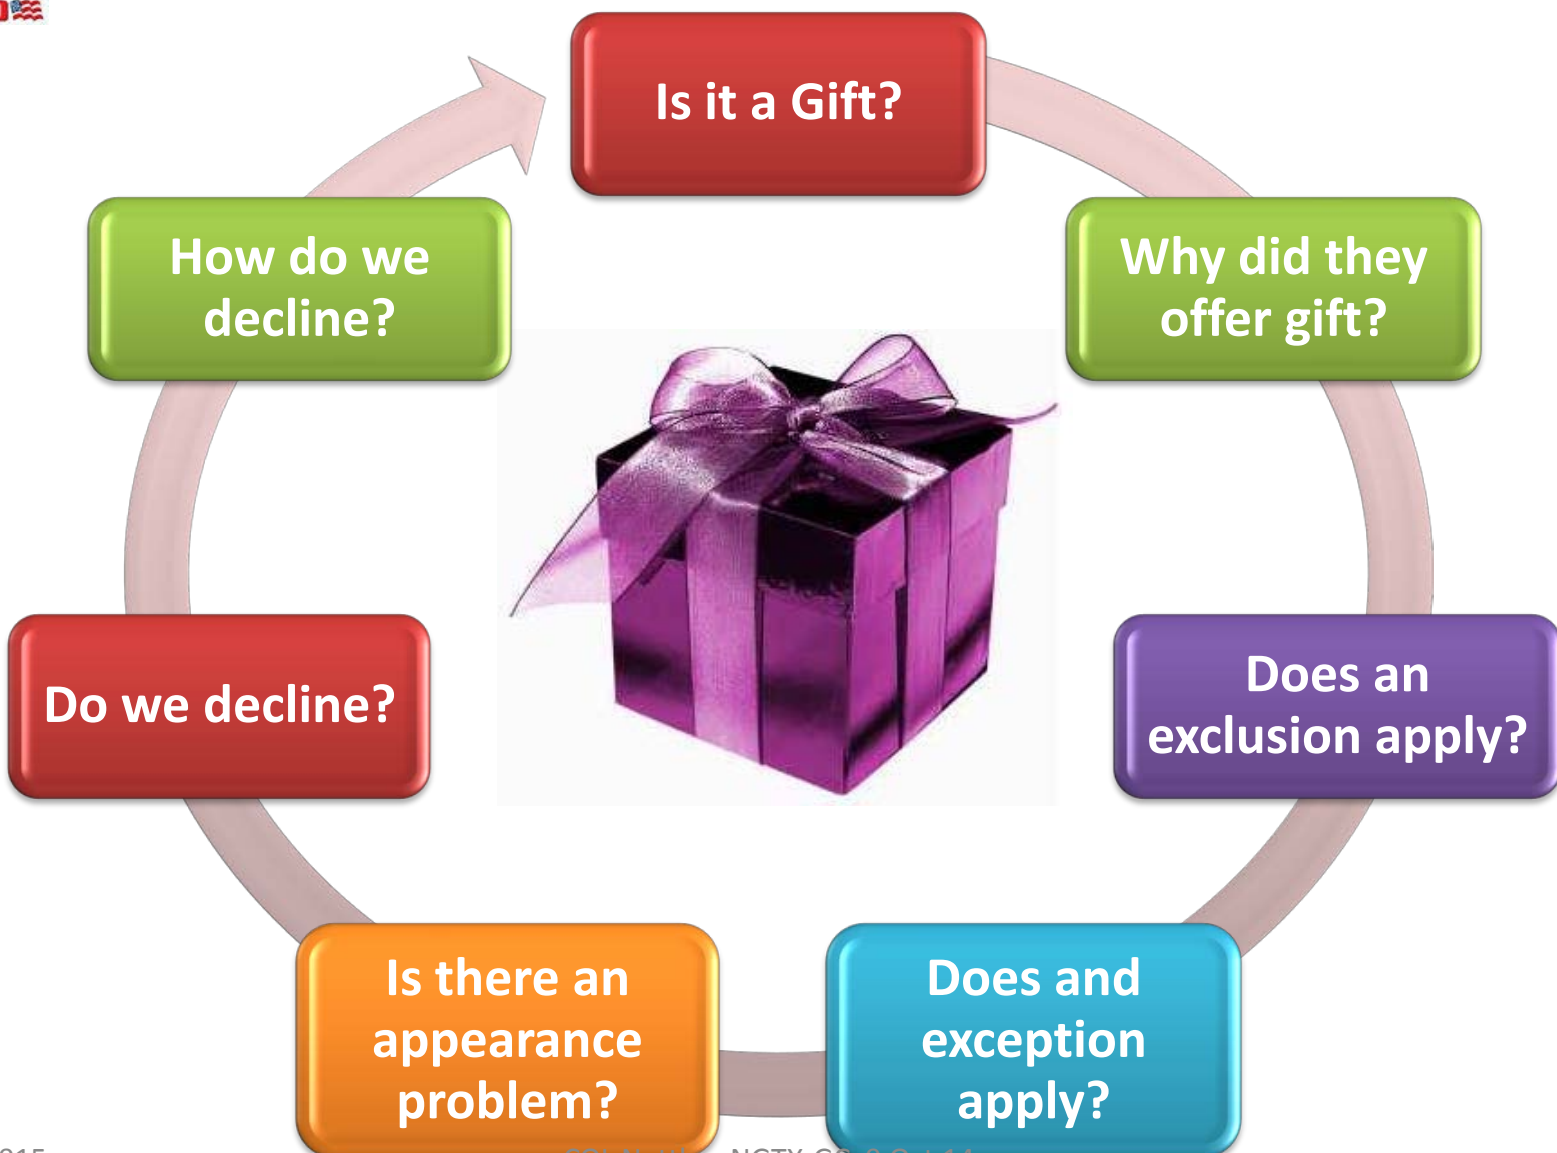 Is it a Gift?
Why did they
offer gift?
Does an
exclusion apply?
Does and
exception
apply?
Is there an
appearance
problem?
Do we decline?
How do we
decline?